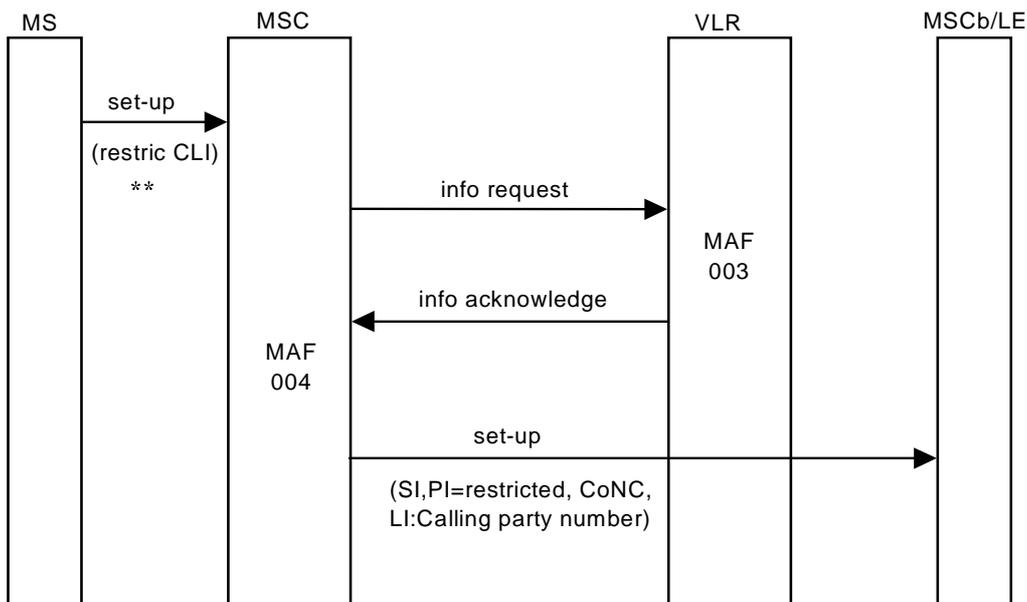 MS
MSC
VLR
MSCb/LE
set-up
(restric CLI)
**
info request
MAF
003
info acknowledge
MAF
004
set-up
(SI,PI=restricted, CoNC,
LI:Calling party number)